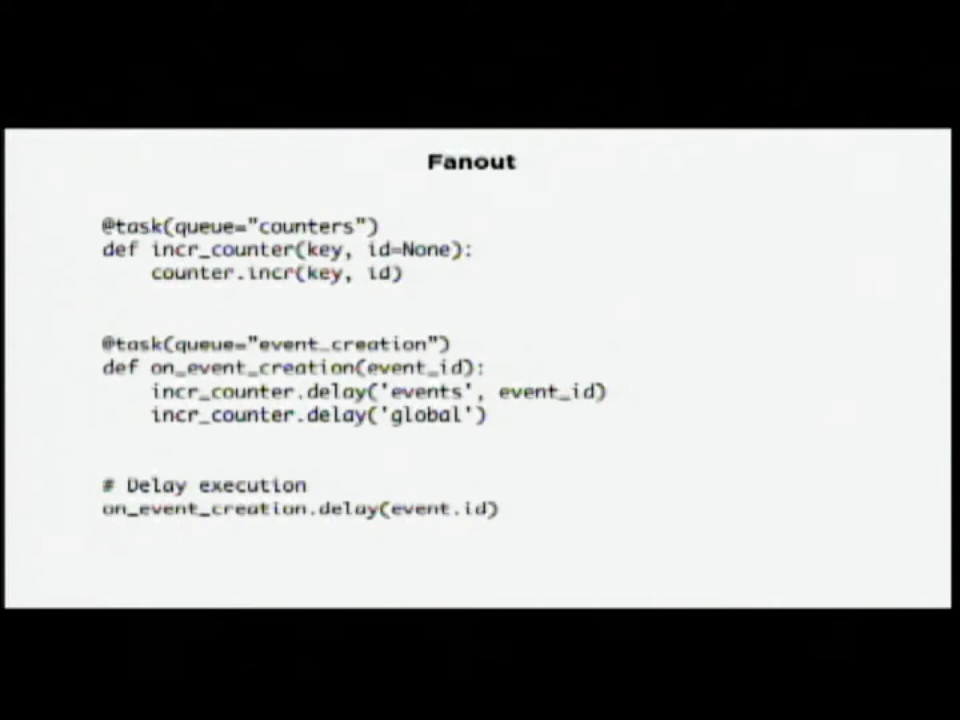 Fanout
@task(queue="counters")
def incr_counter(key, id=None):
    counter.incr(key, id)
@task(queue="event_creation")
def on_event_creation(event_id):
    incr_counter.delay('events', event_id)
    incr_counter.delay('global')
# Delay execution
on_event_creation.delay(event.id)